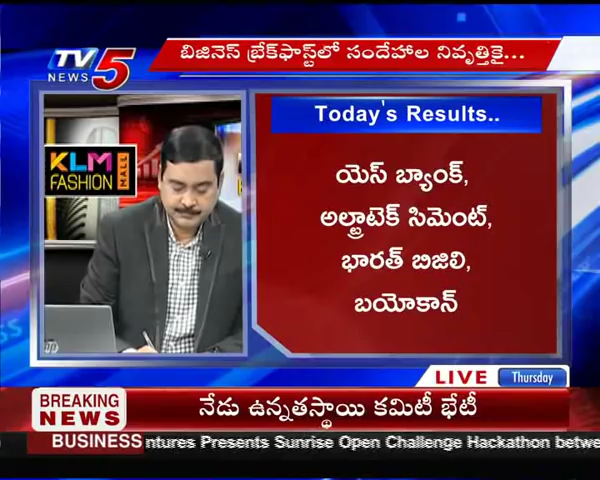 TV5
NEWS
బిజినెస్ బ్రేక్‌ఫాస్ట్‌లో సందేహాల నివృత్తికై...
KLM
FASHION
MALL
Today's Results..
యెస్ బ్యాంక్,
అల్ట్రాటెక్ సిమెంట్,
భారత్ బిజిలి,
బయోకాన్
LIVE
Thursday
BREAKING
NEWS
నేడు ఉన్నతస్థాయి కమిటీ భేటీ
BUSINESS
ntures Presents Sunrise Open Challenge Hackathon betwe